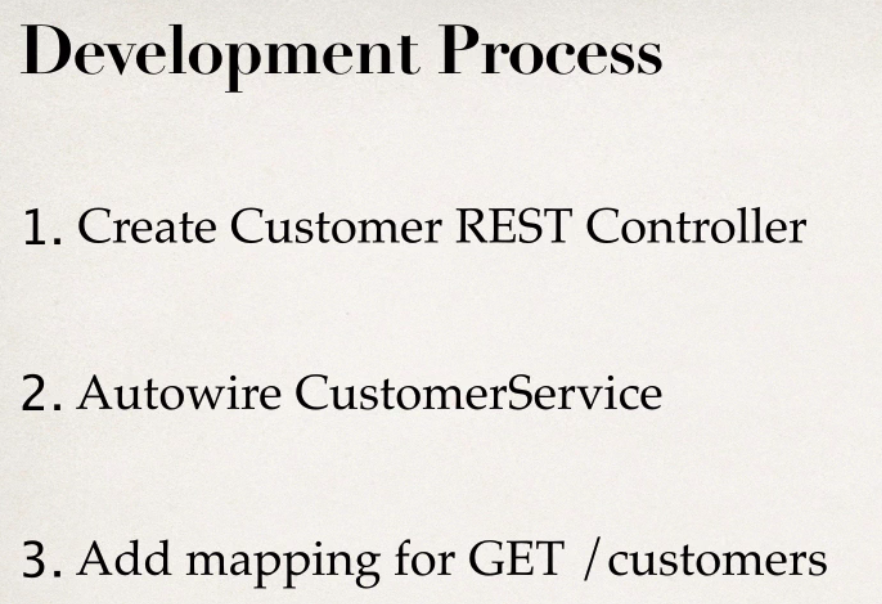 Development Process
1. Create Customer REST Controller
2. Autowire CustomerService
3. Add mapping for GET /customers